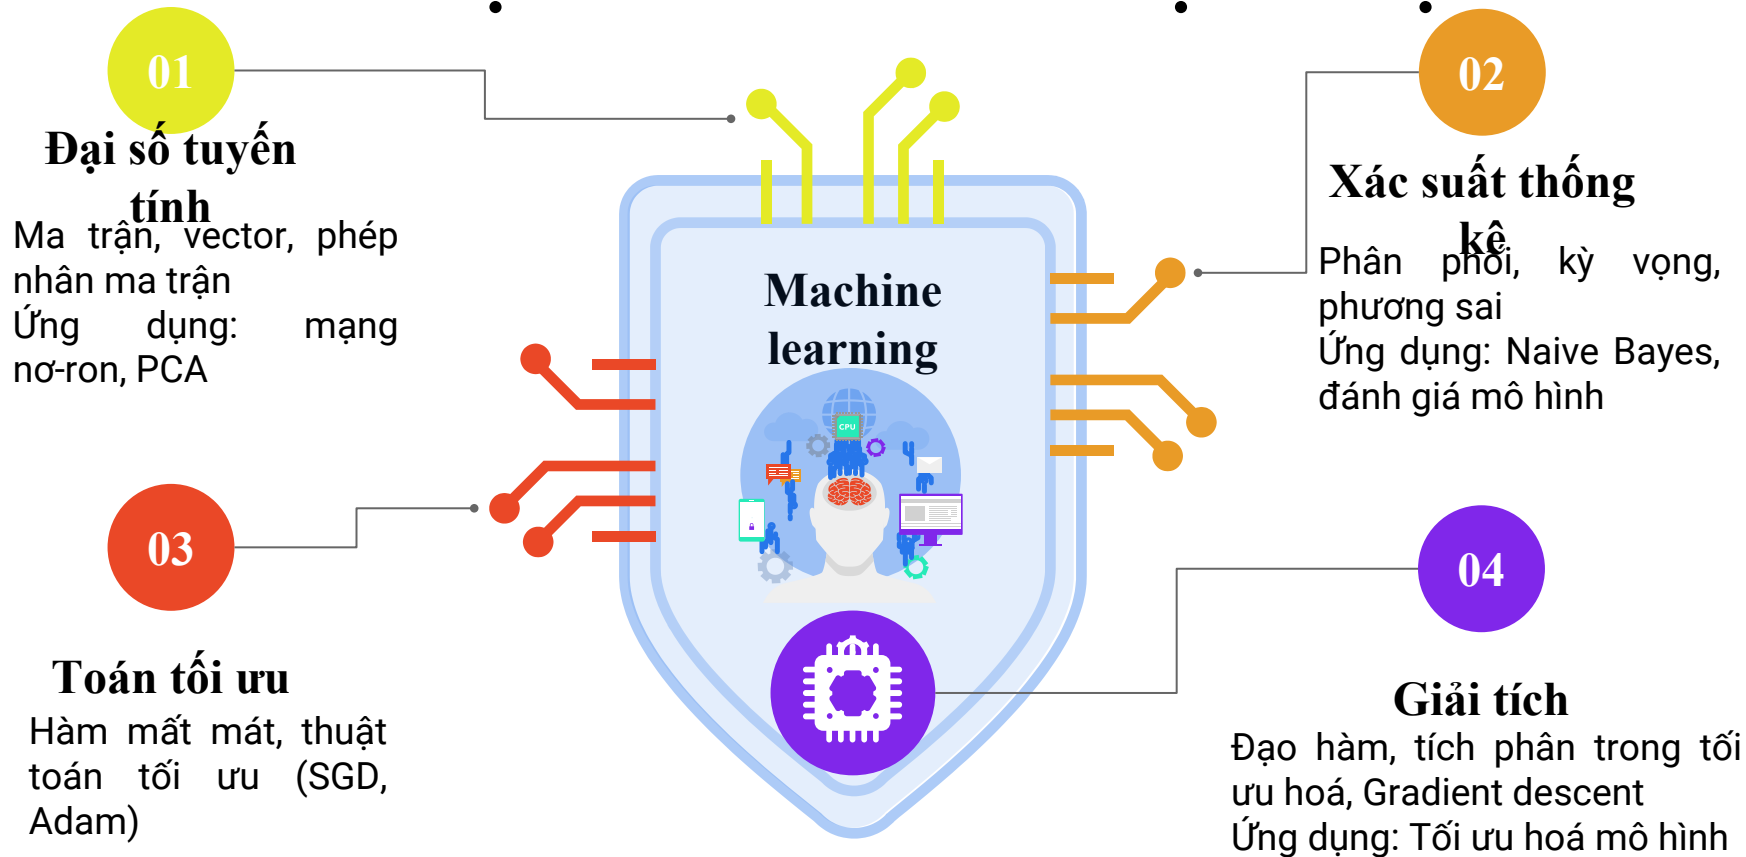 01
Đại số tuyến
tính
Ma trận, vector, phép
nhân ma trận
Ứng dụng: mạng
nơ-ron, PCA
02
Xác suất thống
kê
Phân phối, kỳ vọng,
phương sai
Ứng dụng: Naive Bayes,
đánh giá mô hình
Machine
learning
CPU
03
Toán tối ưu
Hàm mất mát, thuật
toán tối ưu (SGD,
Adam)
04
Giải tích
Đạo hàm, tích phân trong tối
ưu hoá, Gradient descent
Ứng dụng: Tối ưu hoá mô hình